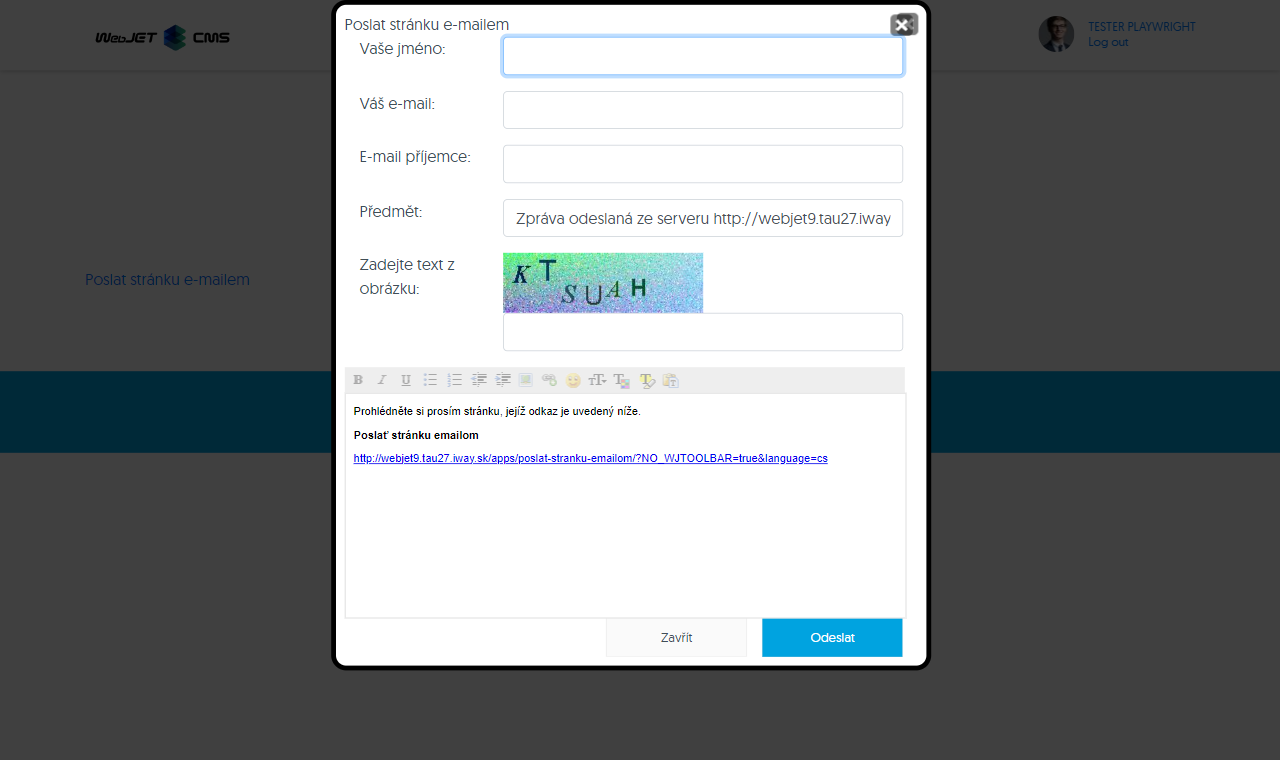 WebJET CMS
TESTER PLAYWRIGHT
Log out
Poslat stránku e-mailem
Poslat stránku e-mailem
Vaše jméno:
Váš e-mail:
E-mail příjemce:
Předmět:
Zpráva odeslaná ze serveru http://webjet9.tau27.iway
Zadejte text z
obrázku:
K T S U A H
B I U
Prohlédněte si prosím stránku, jejíž odkaz je uvedený níže.
Poslať stránku emailom
http://webjet9.tau27.iway.sk/apps/poslat-stranku-emailom/?NO_WJTOOLBAR=true&language=cs
Zavřít
Odeslat